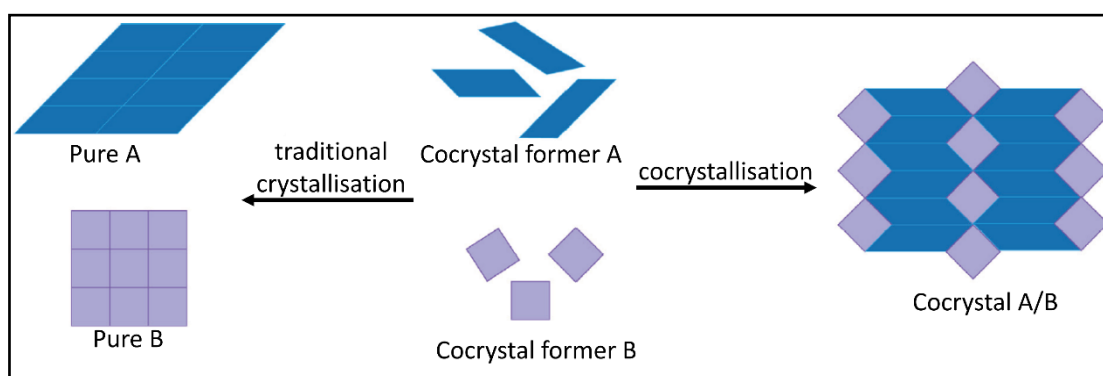 Pure A
Pure B
traditional
crystallisation
Cocrystal former A
Cocrystal former B
cocrystallisation
Cocrystal A/B